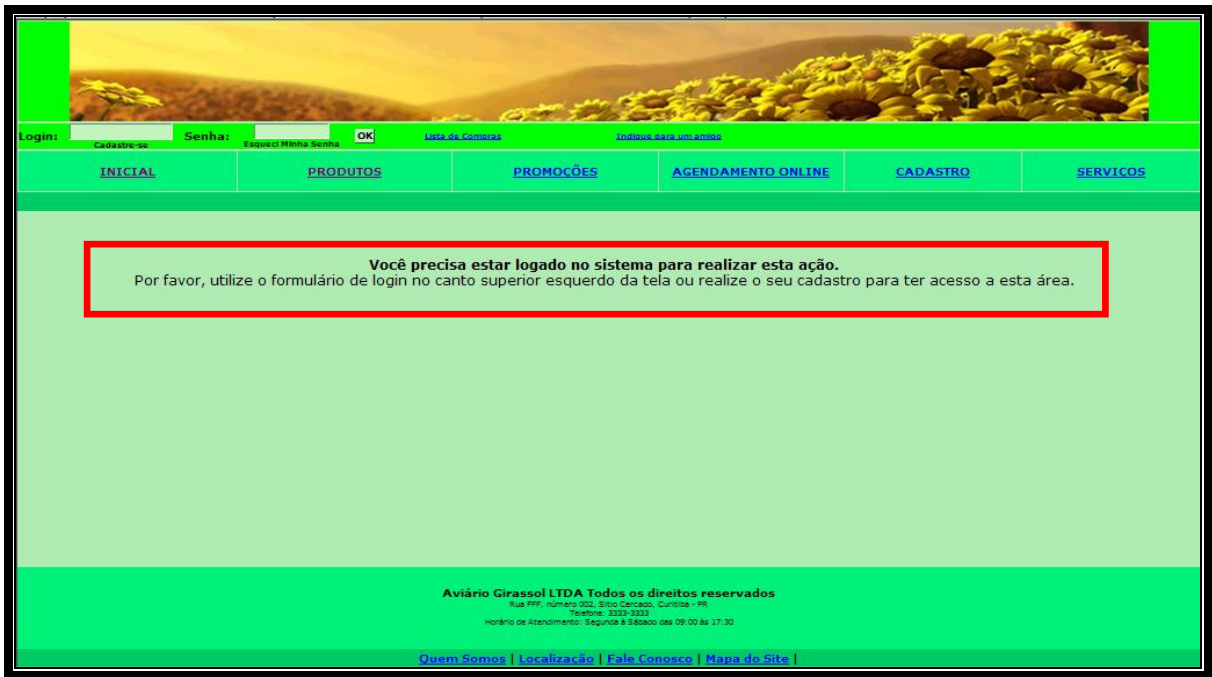 Login: Senha: OK Lista de Compras Indique para um amigo
Cadastre-se Esqueci Minha Senha
INICIAL PRODUTOS PROMOÇÕES AGENDAMENTO ONLINE CADASTRO SERVIÇOS
Você precisa estar logado no sistema para realizar esta ação.
Por favor, utilize o formulário de login no canto superior esquerdo da tela ou realize o seu cadastro para ter acesso a esta área.
Aviário Girassol LTDA Todos os direitos reservados
Rua FFF, número 002, Sitio Cercado, Curitiba - PR
Telefone: 3333-3333
Horário de Atendimento: Segunda à Sábado das 09:00 às 17:30
Quem Somos | Localização | Fale Conosco | Mapa do Site |